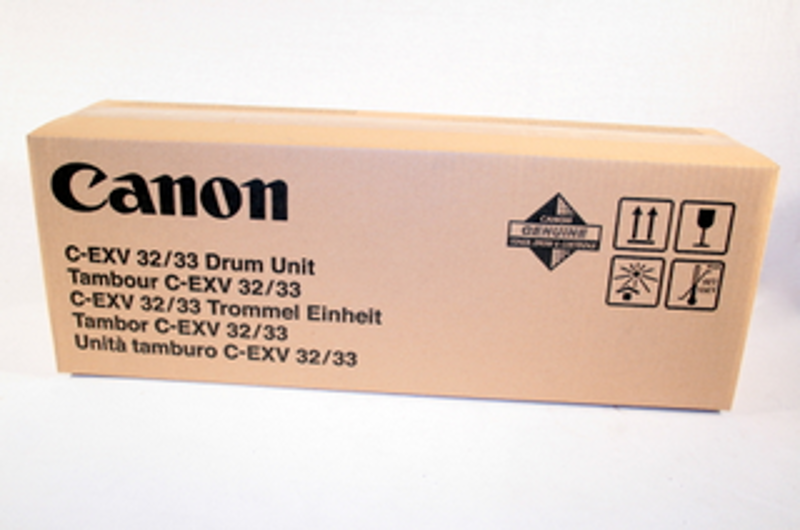 Canon
C-EXV 32/33 Drum Unit
Tambour C-EXV 32/33
C-EXV 32/33 Trommel Einheit
Tambor C-EXV 32/33
Unità tamburo C-EXV 32/33
CANON
GENUINE